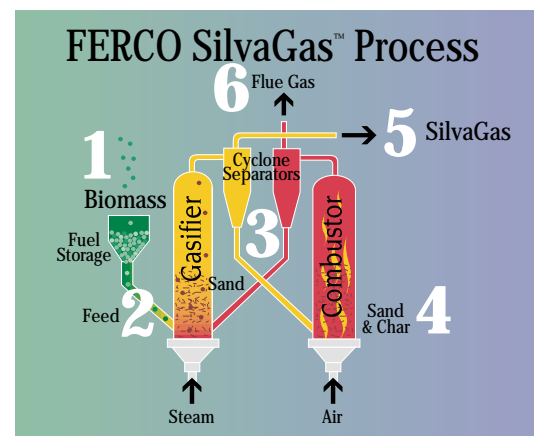 FERCO SilvaGas™ Process
6
Flue Gas
5
SilvaGas
1
Biomass
Cyclone
Separators
Fuel
Storage
Gasifier
3
Combustor
Sand
Feed
2
Sand
& Char
4
Steam
Air